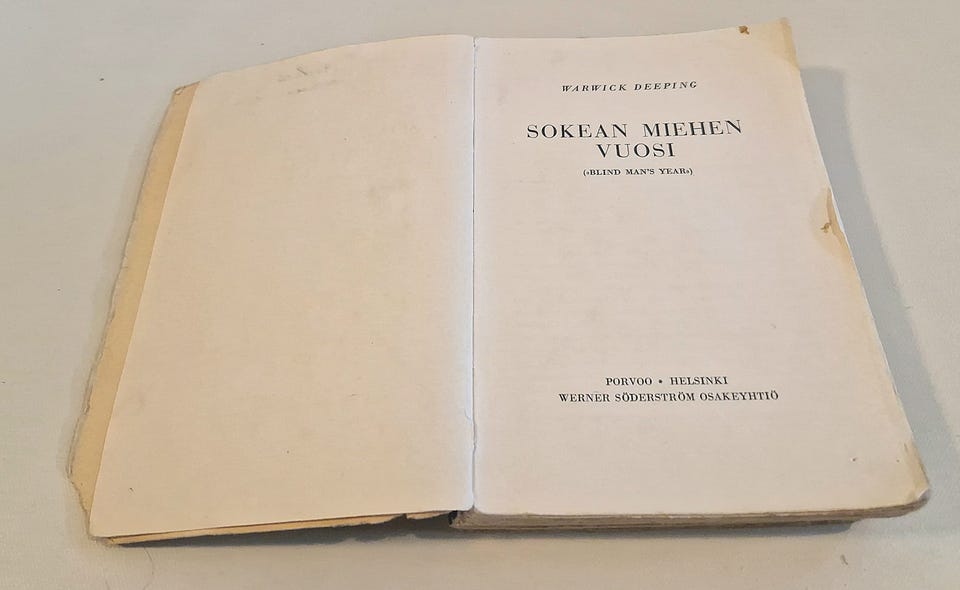 WARWICK DEEPING
SOKEAN MIEHEN
VUOSI
(»BLIND MAN'S YEAR»)
PORVOO • HELSINKI
WERNER SÖDERSTRÖM OSAKEYHTIÖ